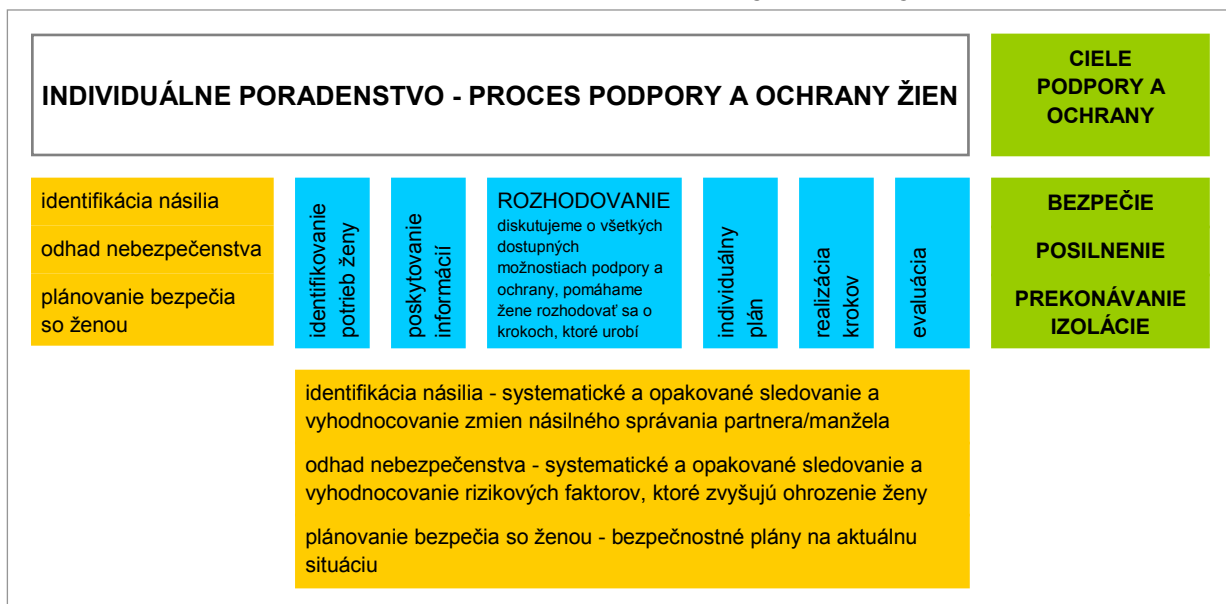 INDIVIDUÁLNE PORADENSTVO - PROCES PODPORY A OCHRANY ŽIEN
CIELE
PODPORY A
OCHRANY
identifikácia násilia
odhad nebezpečenstva
plánovanie bezpečia
so ženou
identifikovanie
potrieb ženy
poskytovanie
informácií
ROZHODOVANIE
diskutujeme o všetkých
dostupných
možnostiach podpory a
ochrany, pomáhame
žene rozhodovať sa o
krokoch, ktoré urobí
individuálny
plán
realizácia
krokov
evaluácia
BEZPEČIE
POSILNENIE
PREKONÁVANIE
IZOLÁCIE
identifikácia násilia - systematické a opakované sledovanie a
vyhodnocovanie zmien násilného správania partnera/manžela
odhad nebezpečenstva - systematické a opakované sledovanie a
vyhodnocovanie rizikových faktorov, ktoré zvyšujú ohrozenie ženy
plánovanie bezpečia so ženou - bezpečnostné plány na aktuálnu
situáciu